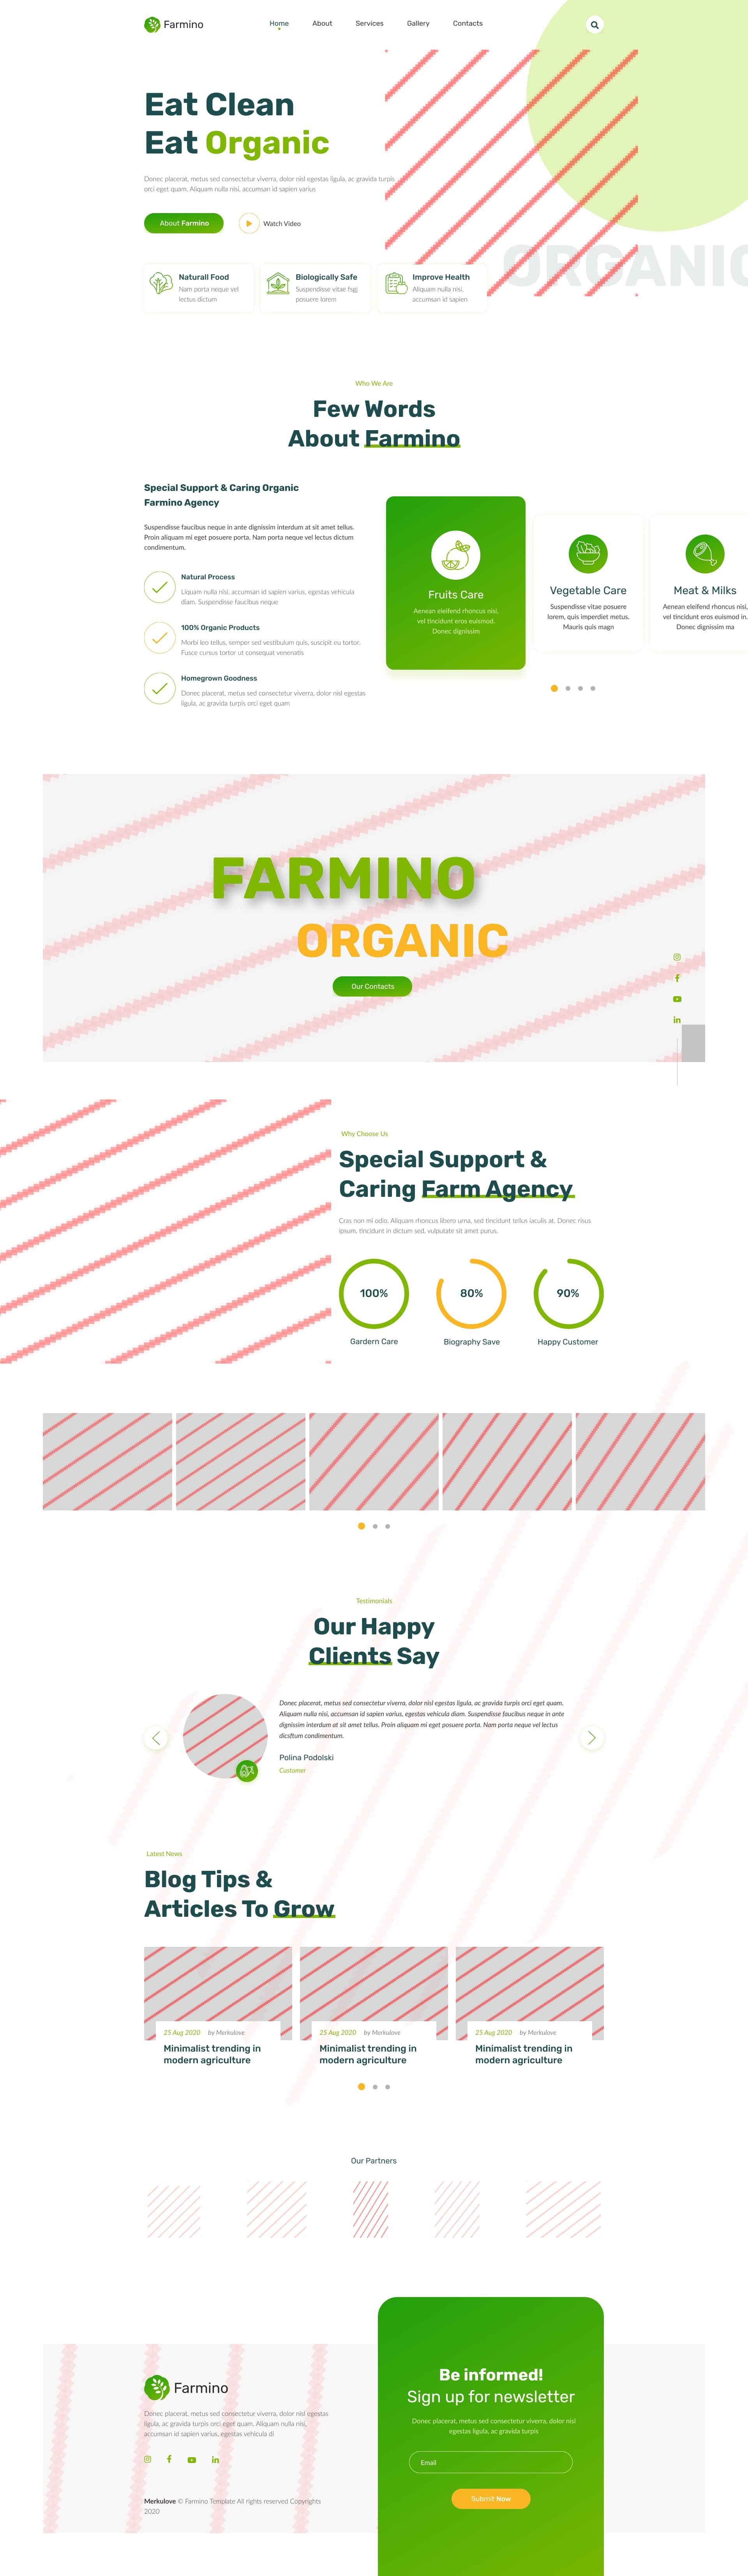 Farmino
Home
About
Services
Gallery
Contacts
Eat Clean
Eat Organic
Donec placerat, metus sed consectetur viverra, dolor nisl egestas ligula, ac gravida turpis
orci eget quam. Aliquam nulla nisi, accumsan id sapien varius
About Farmino
Watch Video
ORGANIC
Naturall Food
Nam porta neque vel
lectus dictum
Biologically Safe
Suspendisse vitae fsgj
posuere lorem
Improve Health
Aliquam nulla nisi,
accumsan id sapien
Who We Are
Few Words
About Farmino
Special Support & Caring Organic
Farmino Agency
Suspendisse faucibus neque in ante dignissim interdum at sit amet tellus.
Proin aliquam mi eget posuere porta. Nam porta neque vel lectus dictum
condimentum.
Natural Process
Liquam nulla nisi, accumsan id sapien varius, egestas vehicula
diam. Suspendisse faucibus neque
100% Organic Products
Morbi leo tellus, semper sed vestibulum quis, suscipit eu tortor.
Fusce cursus tortor ut consequat venenatis
Homegrown Goodness
Donec placerat, metus sed consectetur viverra, dolor nisl egestas
ligula, ac gravida turpis orci eget quam
Fruits Care
Aenean eleifend rhoncus nisi,
vel tincidunt eros euismod.
Donec dignissim
Vegetable Care
Suspendisse vitae posuere
lorem, quis imperdiet metus.
Mauris quis magn
Meat & Milks
Aenean eleifend rhoncus nisi,
vel tincidunt eros euismod in.
Donec dignissim ma
FARMINO
ORGANIC
Our Contacts
Why Choose Us
Special Support &
Caring Farm Agency
Cras non mi odio. Aliquam rhoncus libero urna, sed tincidunt tellus iaculis at. Donec risus
ipsum, tincidunt in dictum sed, vulputate sit amet purus.
100%
80%
90%
Gardern Care
Biography Save
Happy Customer
Testimonials
Our Happy
Clients Say
Donec placerat, metus sed consectetur viverra, dolor nisl egestas ligula, ac gravida turpis orci eget quam.
Aliquam nulla nisi, accumsan id sapien varius, egestas vehicula diam. Suspendisse faucibus neque in ante
dignissim interdum at sit amet tellus. Proin aliquam mi eget posuere porta. Nam porta neque vel lectus
dicsftum condimentum.
Polina Podolski
Customer
Latest News
Blog Tips &
Articles To Grow
25 Aug 2020 by Merkulove
Minimalist trending in
modern agriculture
25 Aug 2020 by Merkulove
Minimalist trending in
modern agriculture
25 Aug 2020 by Merkulove
Minimalist trending in
modern agriculture
Our Partners
Farmino
Donec placerat, metus sed consectetur viverra, dolor nisl egestas
ligula, ac gravida turpis orci eget quam. Aliquam nulla nisi,
accumsan id sapien varius, egestas vehicula di
Merkulove © Farmino Template All rights reserved Copyrights
2020
Be informed!
Sign up for newsletter
Donec placerat, metus sed consectetur viverra, dolor nisl
egestas ligula, ac gravida turpis
Email
Submit Now